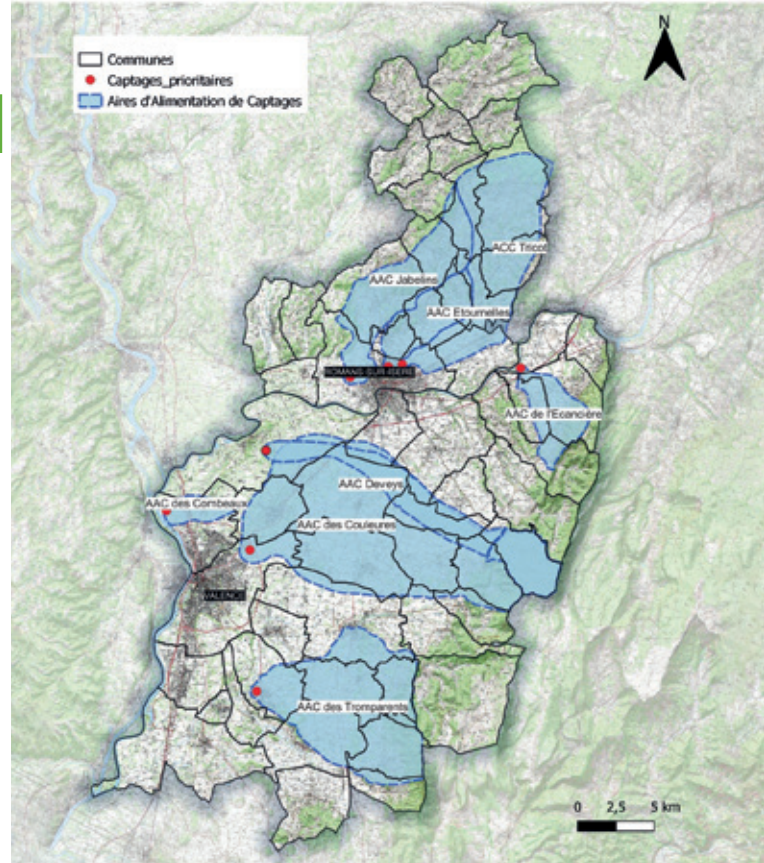 N
Communes
Captages_prioritaires
Aires d'Alimentation de Captages
ACC Tricot
AAC Jabelins
AAC Etournelles
ROMANS-SUR-ISERE
AAC de l'Ecancière
AAC Deveys
AAC des Combeaux
AAC des Couleures
VALENCE
AAC des Tromparents
0 2,5 5 km